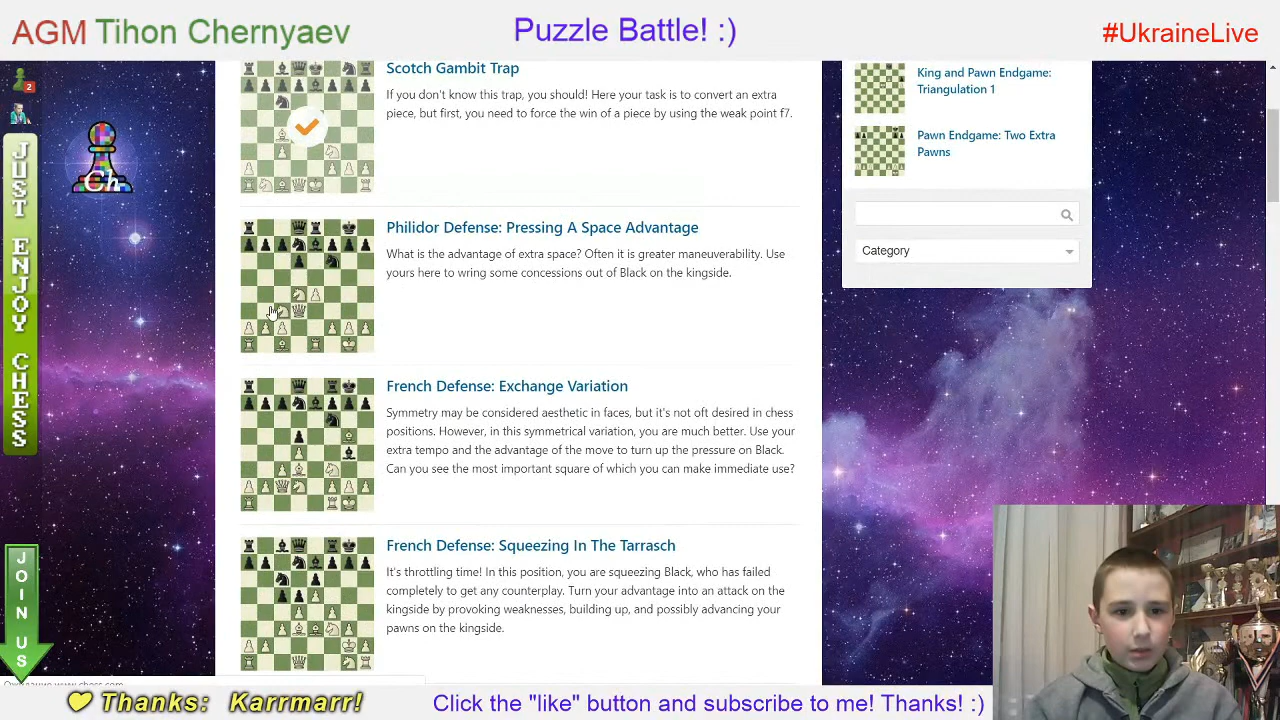 AGM Tihon Chernyaev
Puzzle Battle! :)
#UkraineLive
2
Ch
JUST ENJOY CHESS
JOIN US
Scotch Gambit Trap
If you don't know this trap, you should! Here your task is to convert an extra
piece, but first, you need to force the win of a piece by using the weak point f7.
Philidor Defense: Pressing A Space Advantage
What is the advantage of extra space? Often it is greater maneuverability. Use
yours here to wring some concessions out of Black on the kingside.
French Defense: Exchange Variation
Symmetry may be considered aesthetic in faces, but it's not oft desired in chess
positions. However, in this symmetrical variation, you are much better. Use your
extra tempo and the advantage of the move to turn up the pressure on Black.
Can you see the most important square of which you can make immediate use?
French Defense: Squeezing In The Tarrasch
It's throttling time! In this position, you are squeezing Black, who has failed
completely to get any counterplay. Turn your advantage into an attack on the
kingside by provoking weaknesses, building up, and possibly advancing your
pawns on the kingside.
King and Pawn Endgame:
Triangulation 1
Pawn Endgame: Two Extra
Pawns
Category
Thanks: Karrmarr!
Click the "like" button and subscribe to me! Thanks! :)